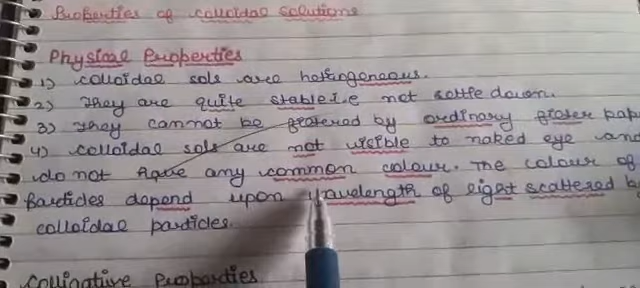 Properties of colloidal solutions
Physical Properties
1) colloidal sols are hetrogeneous.
2) They are quite stable i.e not settle down.
3) They cannot be filtered by ordinary filter pap
4) colloidal sols are not visible to naked eye and
do not have any common colour. The colour of
particles depend upon wavelength of light scattered b
colloidal particles.
Colligative Properties